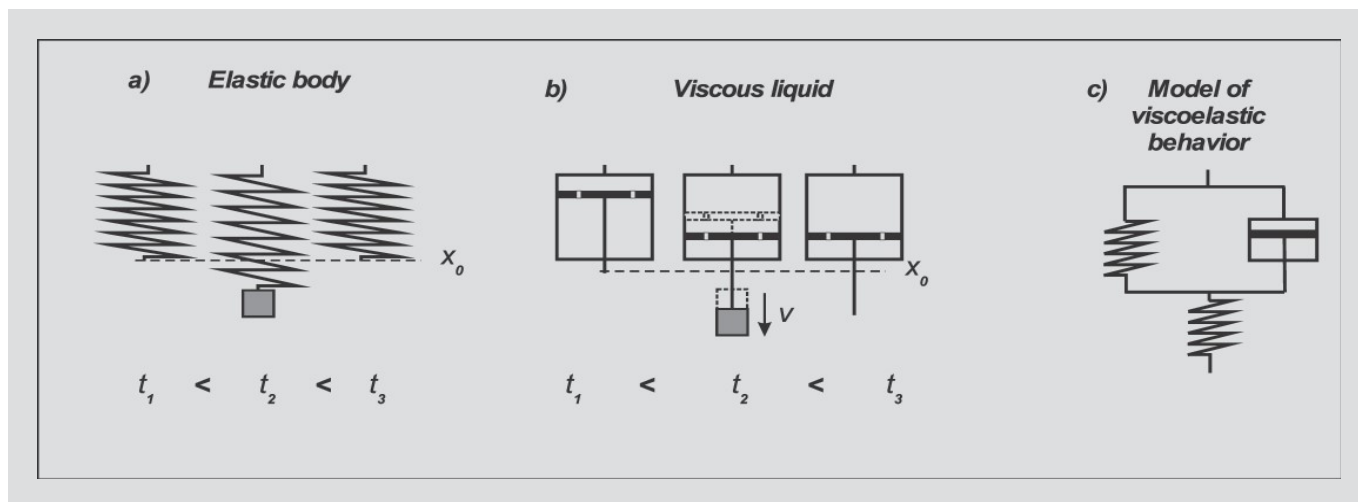 a) Elastic body
b) Viscous liquid
c) Model of
viscoelastic
behavior
x₀
x₀
v
t₁ < t₂ < t₃
t₁ < t₂ < t₃